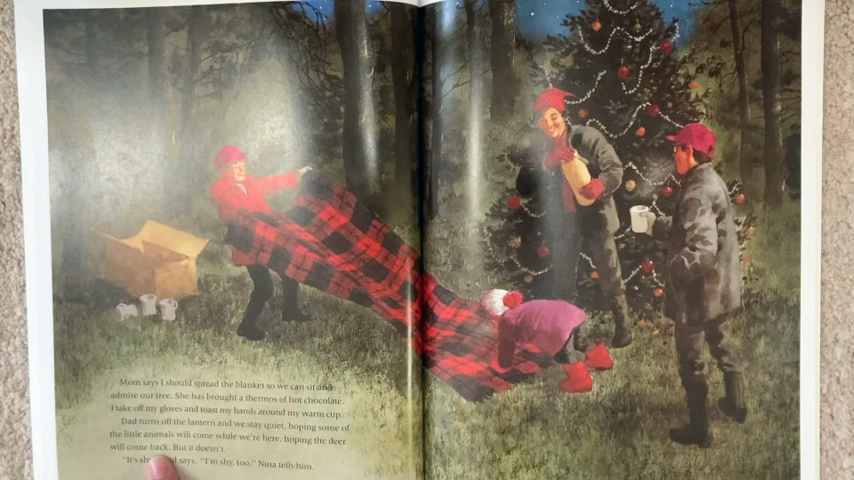 Mom says I should spread the blanket so we can sit and
admire our tree. She has brought a thermos of hot chocolate.
I take off my gloves and toast my hands around my warm cup.
Dad turns off the lantern and we stay quiet, hoping some of
the little animals will come while we're here, hoping the deer
will come back. But it doesn't.
"It's says. "I'm shy, too," Nina tells him.